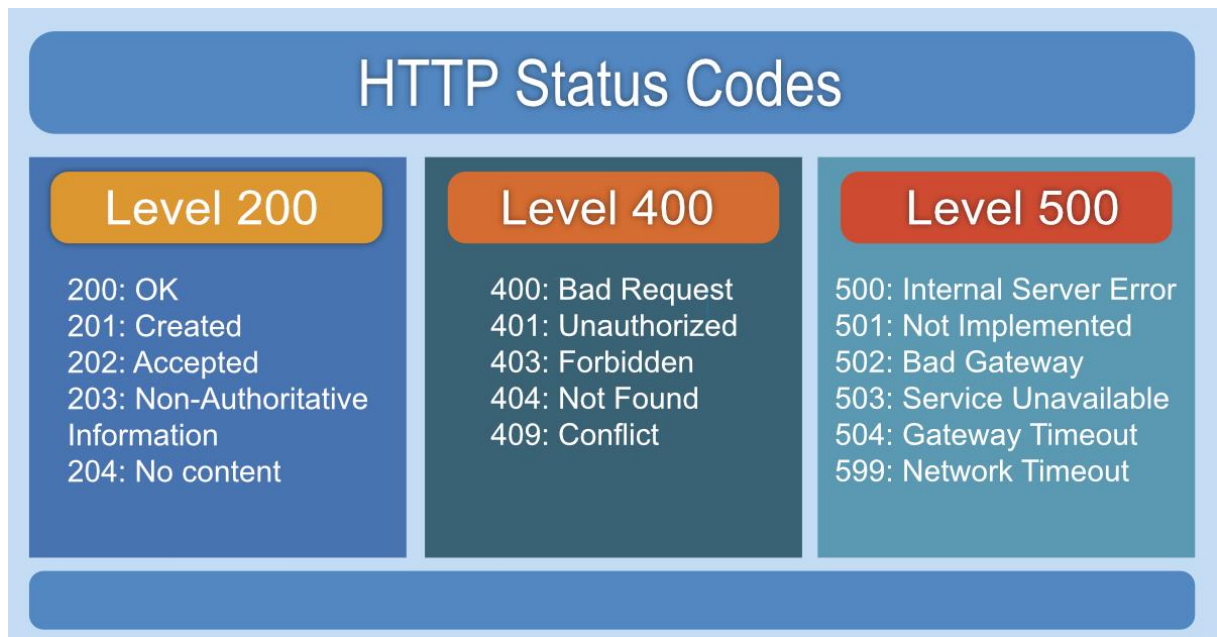 HTTP Status Codes
Level 200
200: OK
201: Created
202: Accepted
203: Non-Authoritative
Information
204: No content
Level 400
400: Bad Request
401: Unauthorized
403: Forbidden
404: Not Found
409: Conflict
Level 500
500: Internal Server Error
501: Not Implemented
502: Bad Gateway
503: Service Unavailable
504: Gateway Timeout
599: Network Timeout